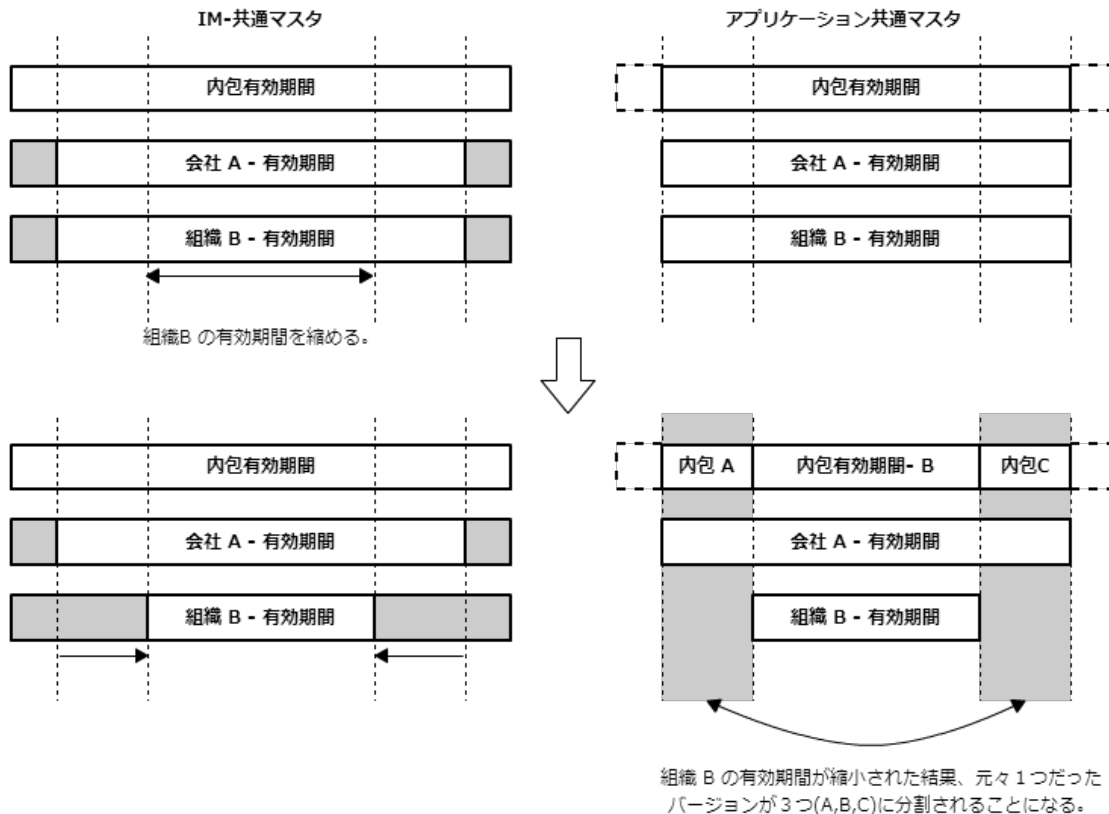 IM-共通マスタ
アプリケーション共通マスタ
内包有効期間
内包有効期間
会社 A - 有効期間
会社 A - 有効期間
組織 B - 有効期間
組織 B - 有効期間
組織B の有効期間を縮める。
内包有効期間
内包 A
内包有効期間- B
内包C
会社 A - 有効期間
会社 A - 有効期間
組織 B - 有効期間
組織 B - 有効期間
組織 B の有効期間が縮小された結果、元々１つだった
バージョンが３つ(A,B,C)に分割されることになる。